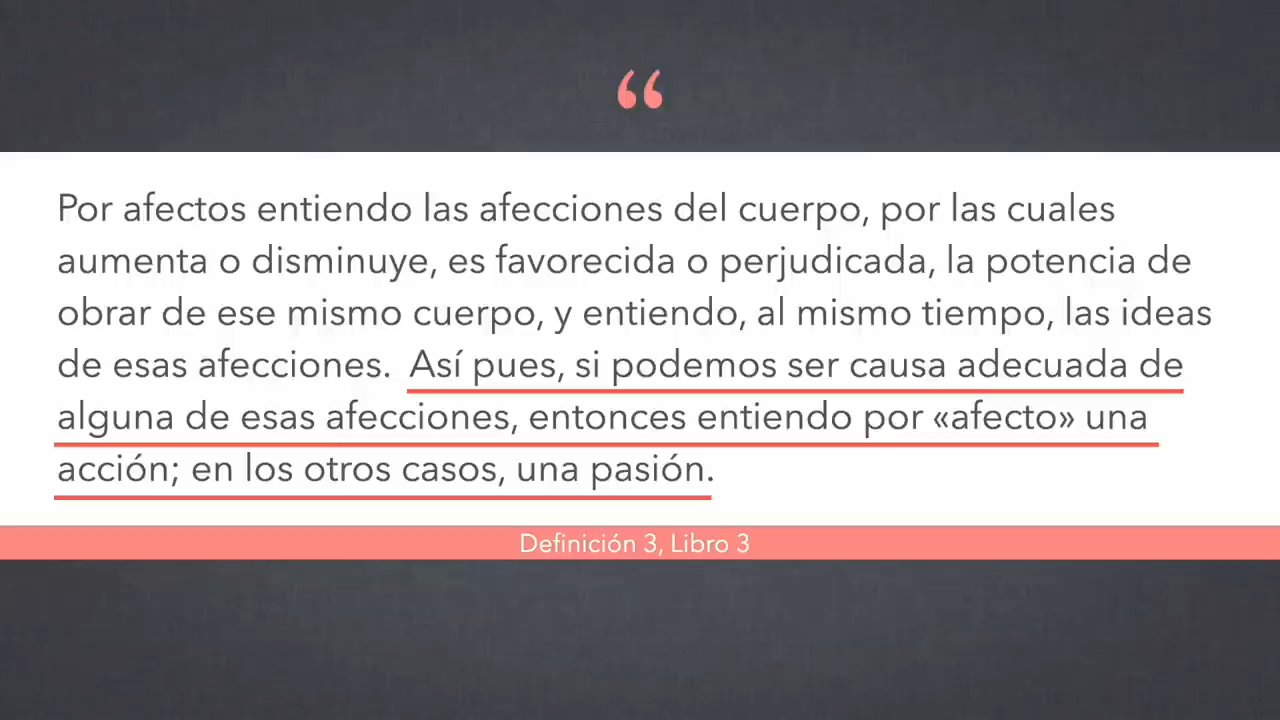 “
Por afectos entiendo las afecciones del cuerpo, por las cuales
aumenta o disminuye, es favorecida o perjudicada, la potencia de
obrar de ese mismo cuerpo, y entiendo, al mismo tiempo, las ideas
de esas afecciones. Así pues, si podemos ser causa adecuada de
alguna de esas afecciones, entonces entiendo por «afecto» una
acción; en los otros casos, una pasión.
Definición 3, Libro 3